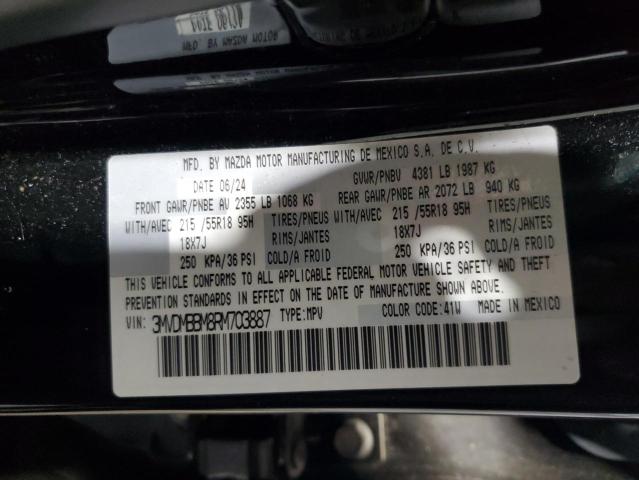 MFD. BY MAZDA MOTOR MANUFACTURING DE MEXICO S.A. DE C.V.
DATE 06/24 GVWR/PNBV 4381 LB 1987 KG
FRONT GAWR/PNBE AV 2355 LB 1068 KG REAR GAWR/PNBE AR 2072 LB 940 KG
WITH/AVEC 215 /55R18 95H TIRES/PNEUS WITH/AVEC 215 /55R18 95H TIRES/PNEUS
18X7J RIMS/JANTES 18X7J RIMS/JANTES
250 KPA/36 PSI COLD/A FROID 250 KPA/36 PSI COLD/A FROID
THIS VEHICLE CONFORMS TO ALL APPLICABLE FEDERAL MOTOR VEHICLE SAFETY AND THEFT
PREVENTION STANDARDS IN EFFECT ON THE DATE OF MANUFACTURE SHOWN ABOVE.
VIN: 3MVDMBBM8RM703887 TYPE:MPV COLOR CODE:41W MADE IN MEXICO